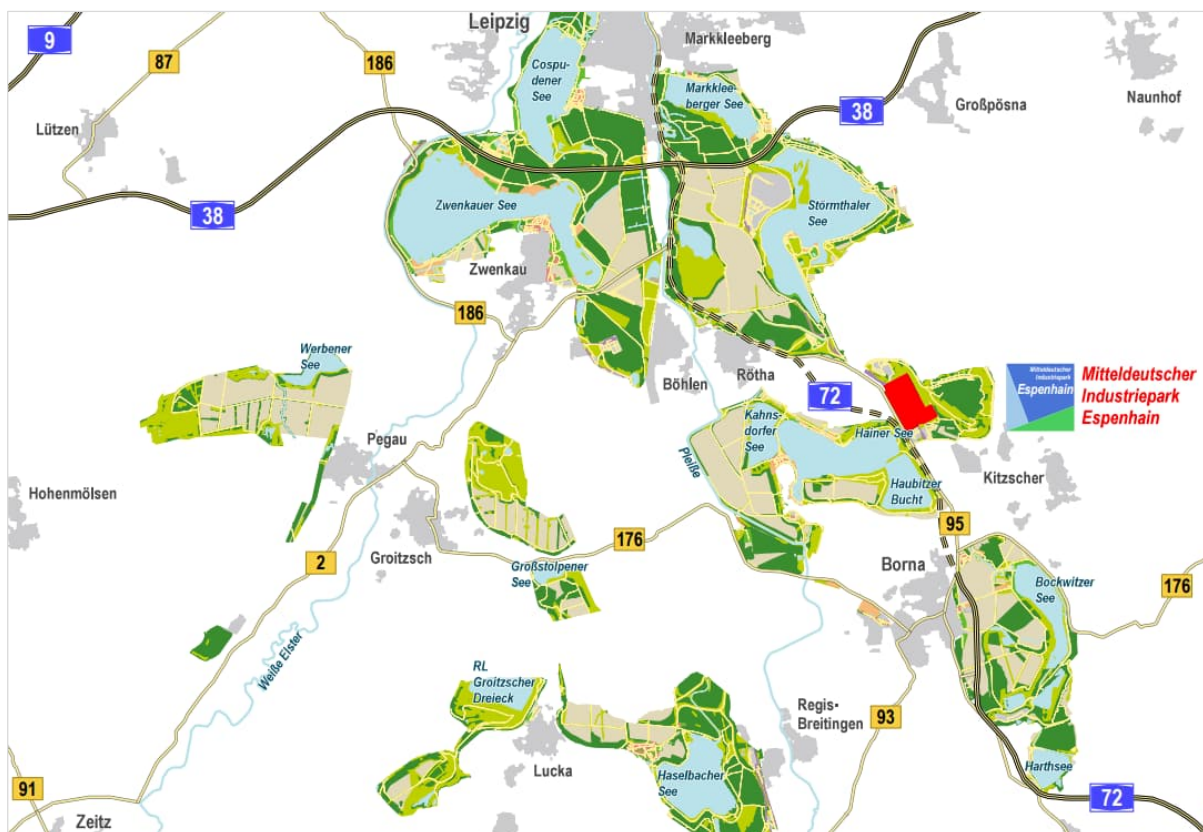 Leipzig
9
Markkleeberg
87
186
Cospu-
dener
See
Markklee-
berger See
Großpösna
Naunhof
Lützen
38
38
Zwenkauer See
Störmthaler
See
Zwenkau
186
Werbener
See
Böhlen
Rötha
72
Mitteldeutscher
Industriepark
Espenhain
Mitteldeutscher
Industriepark
Espenhain
Kahns-
dorfer
See
Hainer See
Pegau
Pleiße
Haubitzer
Bucht
Kitzscher
Hohenmölsen
95
176
2
Groitzsch
Großstolpener
See
Borna
Bockwitzer
See
176
Weiße Elster
RL
Groitzscher
Dreieck
Regis-
Breitingen
93
Lucka
Haselbacher
See
Harthsee
91
72
Zeitz